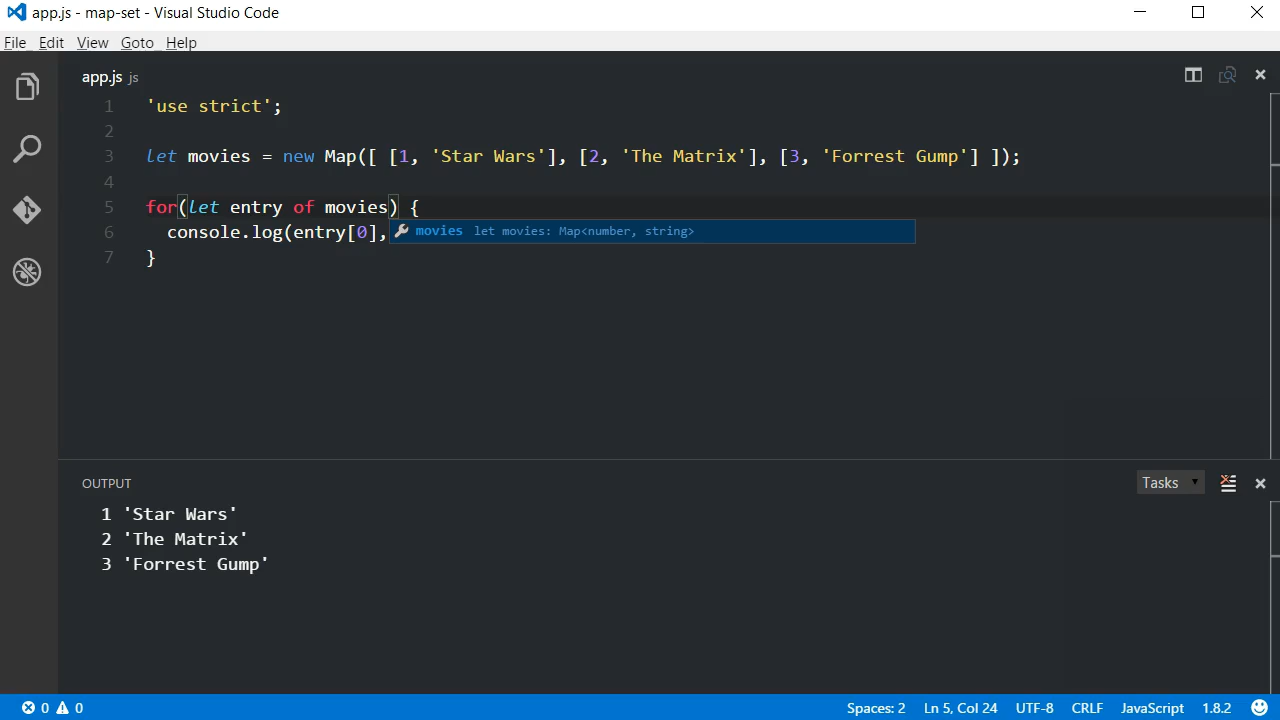 app.js - map-set - Visual Studio Code
File Edit View Goto Help
app.js js
1 'use strict';
2
3 let movies = new Map([ [1, 'Star Wars'], [2, 'The Matrix'], [3, 'Forrest Gump'] ]);
4
5 for(let entry of movies) {
6 console.log(entry[0], movies let movies: Map<number, string>
7 }
OUTPUT Tasks
1 'Star Wars'
2 'The Matrix'
3 'Forrest Gump'
0 0 Spaces: 2 Ln 5, Col 24 UTF-8 CRLF JavaScript 1.8.2